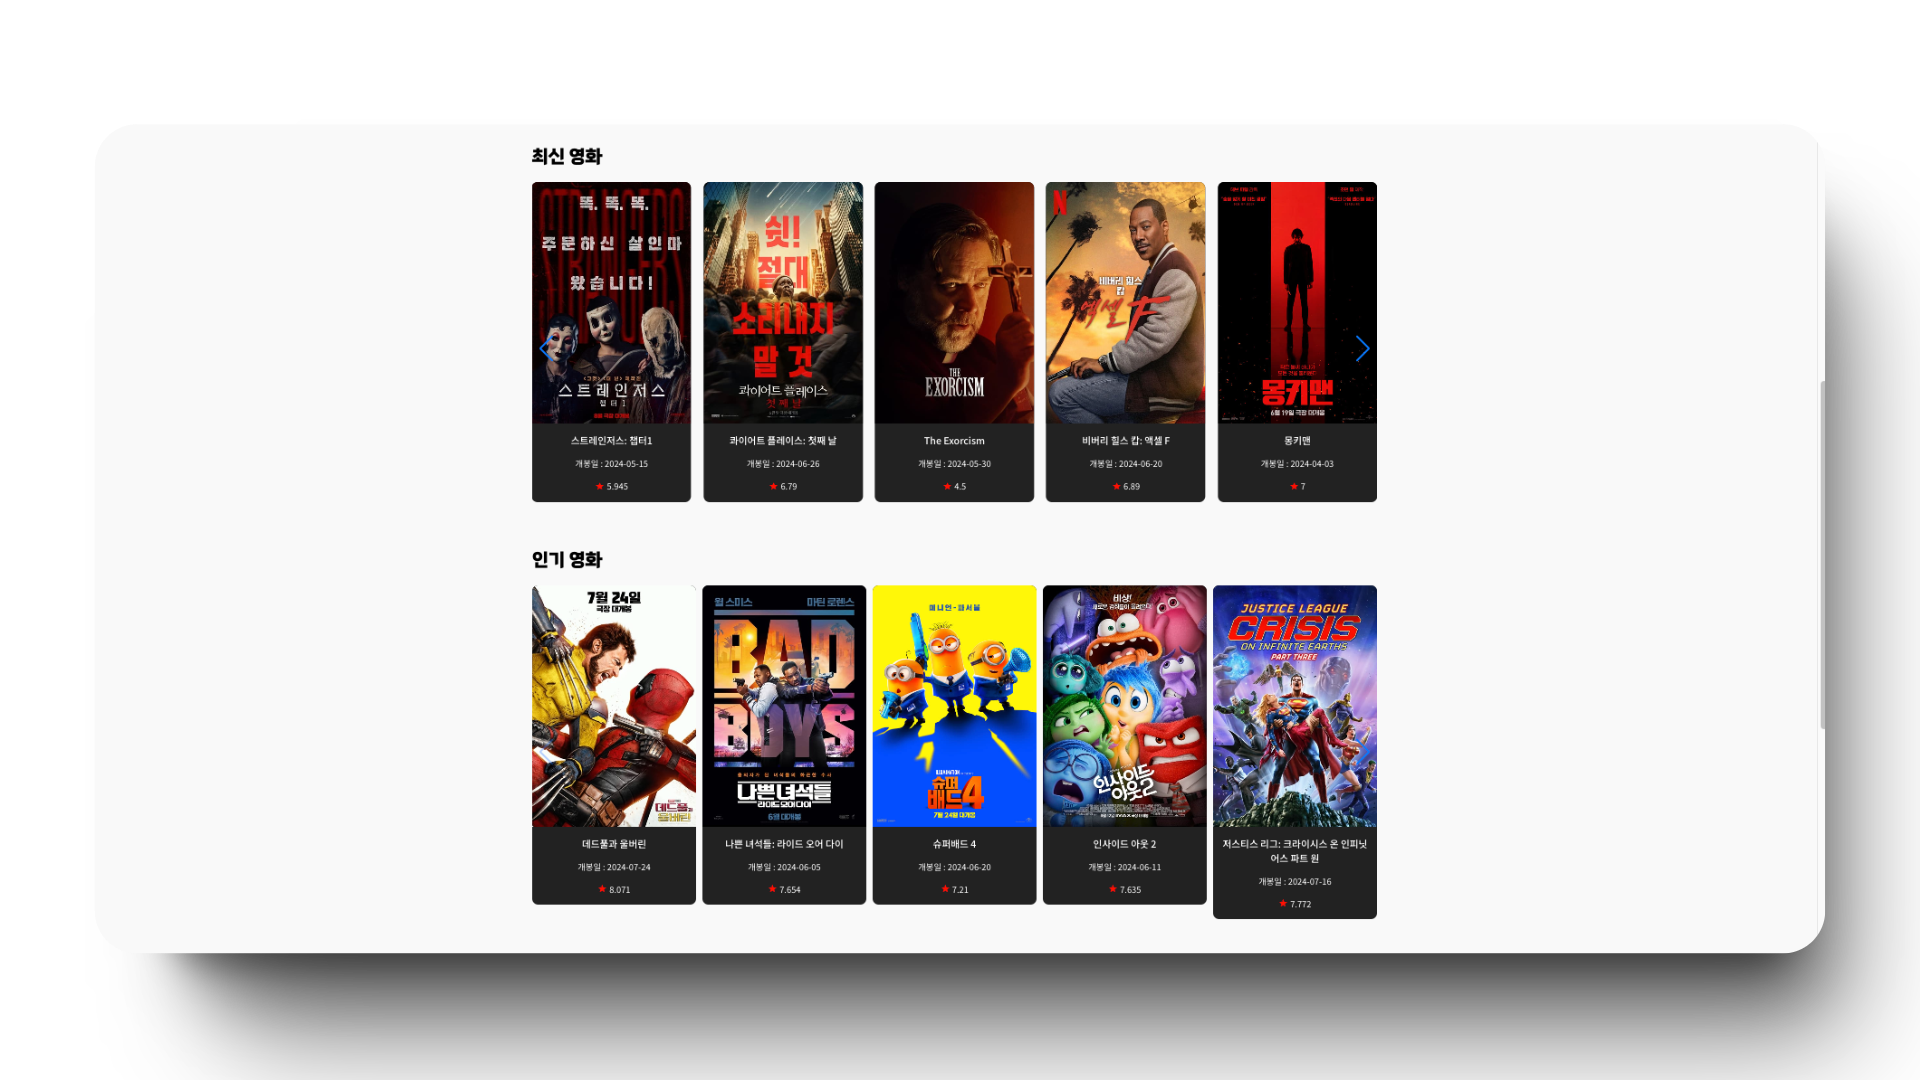 최신 영화
똑. 똑. 똑.
주문하신 살인마
왔습니다!
스트레인저스
챕터1
쉿!
절대
소리내지
말 것
콰이어트 플레이스
첫째 날
THE
EXORCISM
N
비버리 힐스
캅
액셀 F
몽키맨
6월 19일 극장 대개봉
스트레인저스: 챕터1
개봉일 : 2024-05-15
★ 5.945
콰이어트 플레이스: 첫째 날
개봉일 : 2024-06-26
★ 6.79
The Exorcism
개봉일 : 2024-05-30
★ 4.5
비버리 힐스 캅: 액셀 F
개봉일 : 2024-06-20
★ 6.89
몽키맨
개봉일 : 2024-04-03
★ 7
인기 영화
7월 24일
극장 대개봉
데드풀과
울버린
윌 스미스 마틴 로렌스
BAD
BOYS
나쁜 녀석들
라이드 오어 다이
6월 대개봉
미니언-파서블
슈퍼
배드4
7월 24일 대개봉
비상!
인사이드
아웃2
JUSTICE LEAGUE
CRISIS
ON INFINITE EARTHS
PART THREE
데드풀과 울버린
개봉일 : 2024-07-24
★ 8.071
나쁜 녀석들: 라이드 오어 다이
개봉일 : 2024-06-05
★ 7.654
슈퍼배드 4
개봉일 : 2024-06-20
★ 7.21
인사이드 아웃 2
개봉일 : 2024-06-11
★ 7.635
저스티스 리그: 크라이시스 온 인피닛
어스 파트 원
개봉일 : 2024-07-16
★ 7.772